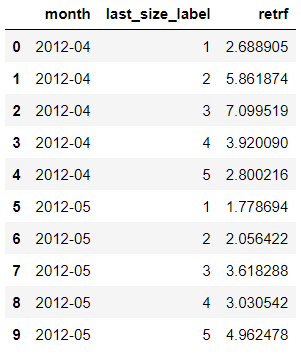 month last_size_label retrf
0 2012-04 1 2.688905
1 2012-04 2 5.861874
2 2012-04 3 7.099519
3 2012-04 4 3.920090
4 2012-04 5 2.800216
5 2012-05 1 1.778694
6 2012-05 2 2.056422
7 2012-05 3 3.618288
8 2012-05 4 3.030542
9 2012-05 5 4.962478